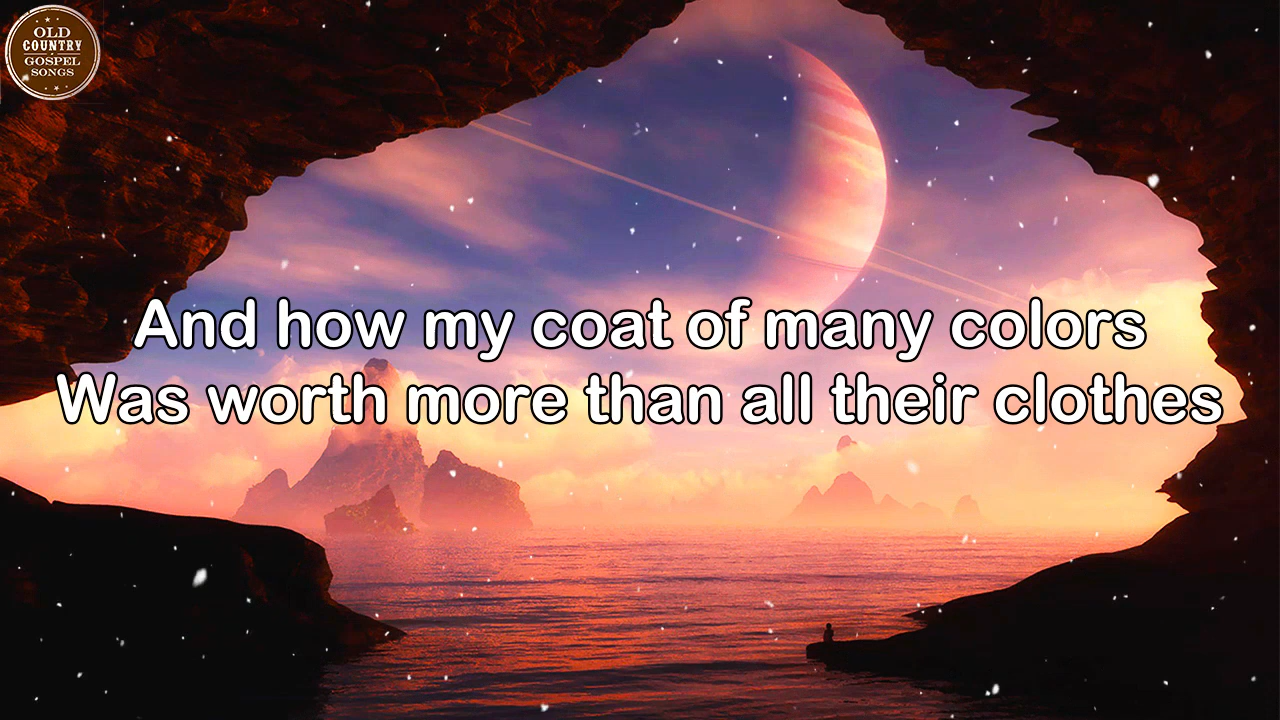 OLD
COUNTRY
GOSPEL
SONGS
And how my coat of many colors
Was worth more than all their clothes